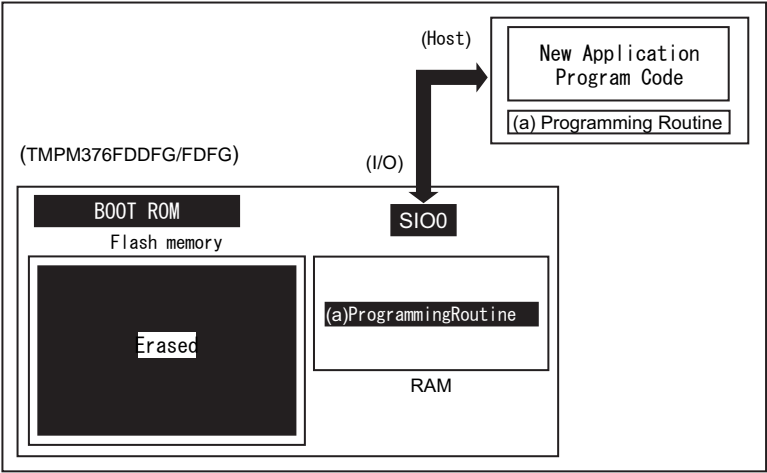 (Host)
New Application
Program Code
(a) Programming Routine
(TMPM376FDDFG/FDFG)
(I/O)
BOOT ROM
SIO0
Flash memory
(a)ProgrammingRoutine
Erased
RAM